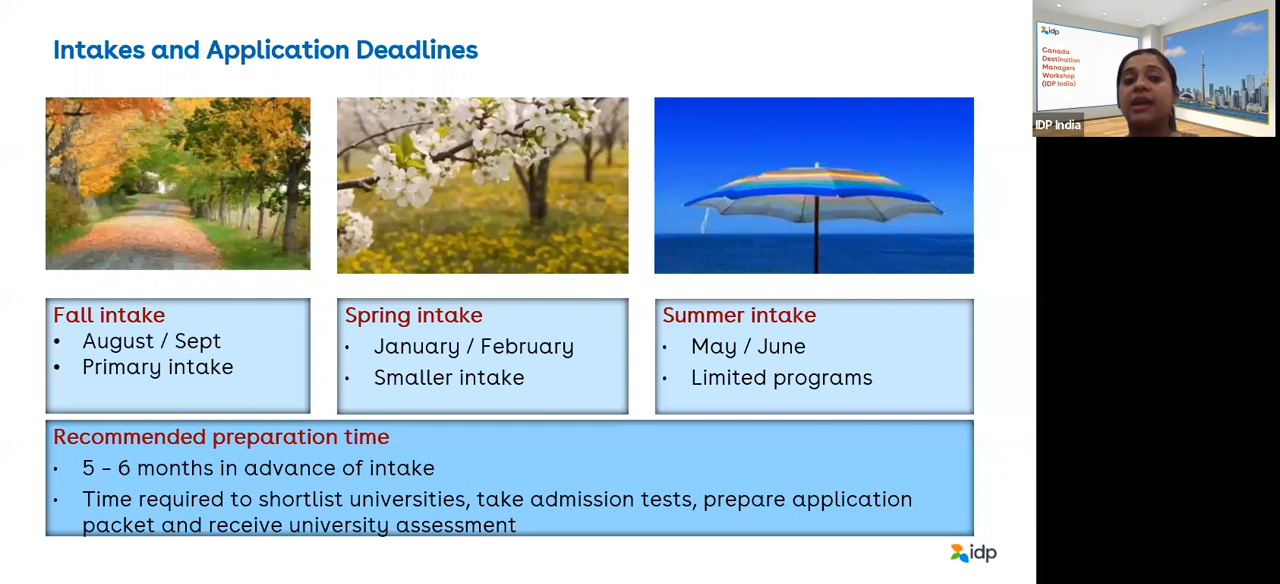 Intakes and Application Deadlines
idp
Canada
Destination
Managers
Workshop
(IDP India)
IDP India
Fall intake
• August / Sept
• Primary intake
Spring intake
• January / February
• Smaller intake
Summer intake
• May / June
• Limited programs
Recommended preparation time
• 5 – 6 months in advance of intake
• Time required to shortlist universities, take admission tests, prepare application
packet and receive university assessment
idp